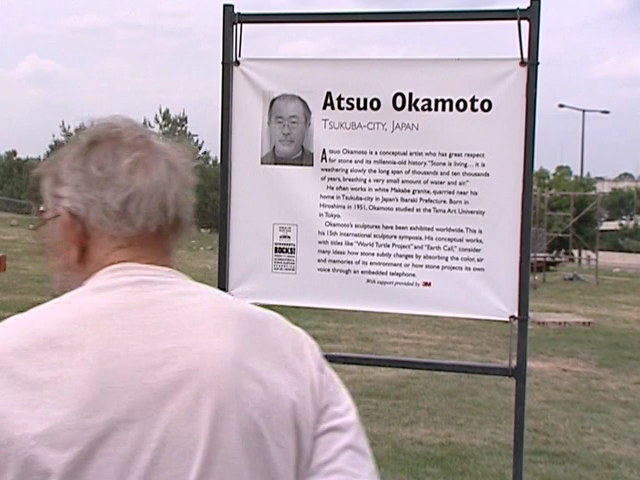 Atsuo Okamoto
TSUKUBA-CITY, JAPAN
Atsuo Okamoto is a conceptual artist who has great respect
for stone and its millennia-old history. "Stone is living... it is
weathering slowly the long span of thousands and ten thousands
of years, breathing a very small amount of water and air."
He often works in white Makabe granite, quarried near his
home in Tsukuba-city in Japan's Ibaraki Prefecture. Born in
Hiroshima in 1951, Okamoto studied at the Tama Art University
in Tokyo.
Okamoto's sculptures have been exhibited worldwide. This is
his 15th international sculpture symposia. His conceptual works,
with titles like "World Turtle Project" and "Earth Call," consider
many ideas: how stone subtly changes by absorbing the color, air
and memories of its environment or how stone projects its own
voice through an embedded telephone.
With support provided by 3M
MINNESOTA
ROCKS!